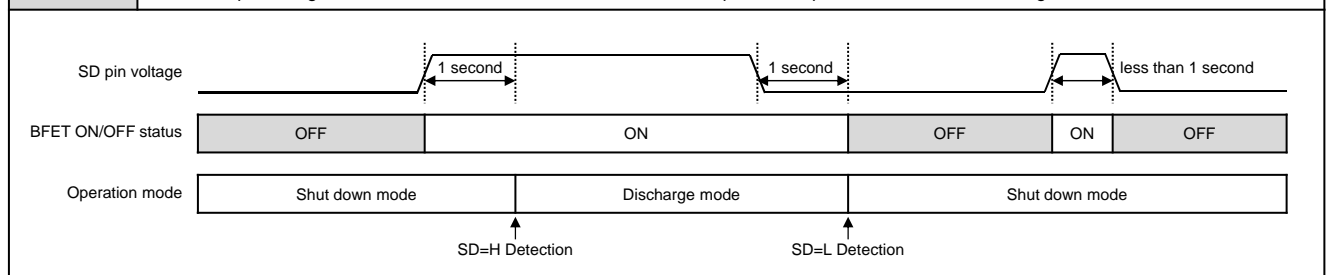 SD pin voltage
1 second
1 second
less than 1 second
BFET ON/OFF status
OFF
ON
OFF
ON
OFF
Operation mode
Shut down mode
Discharge mode
Shut down mode
SD=H Detection
SD=L Detection